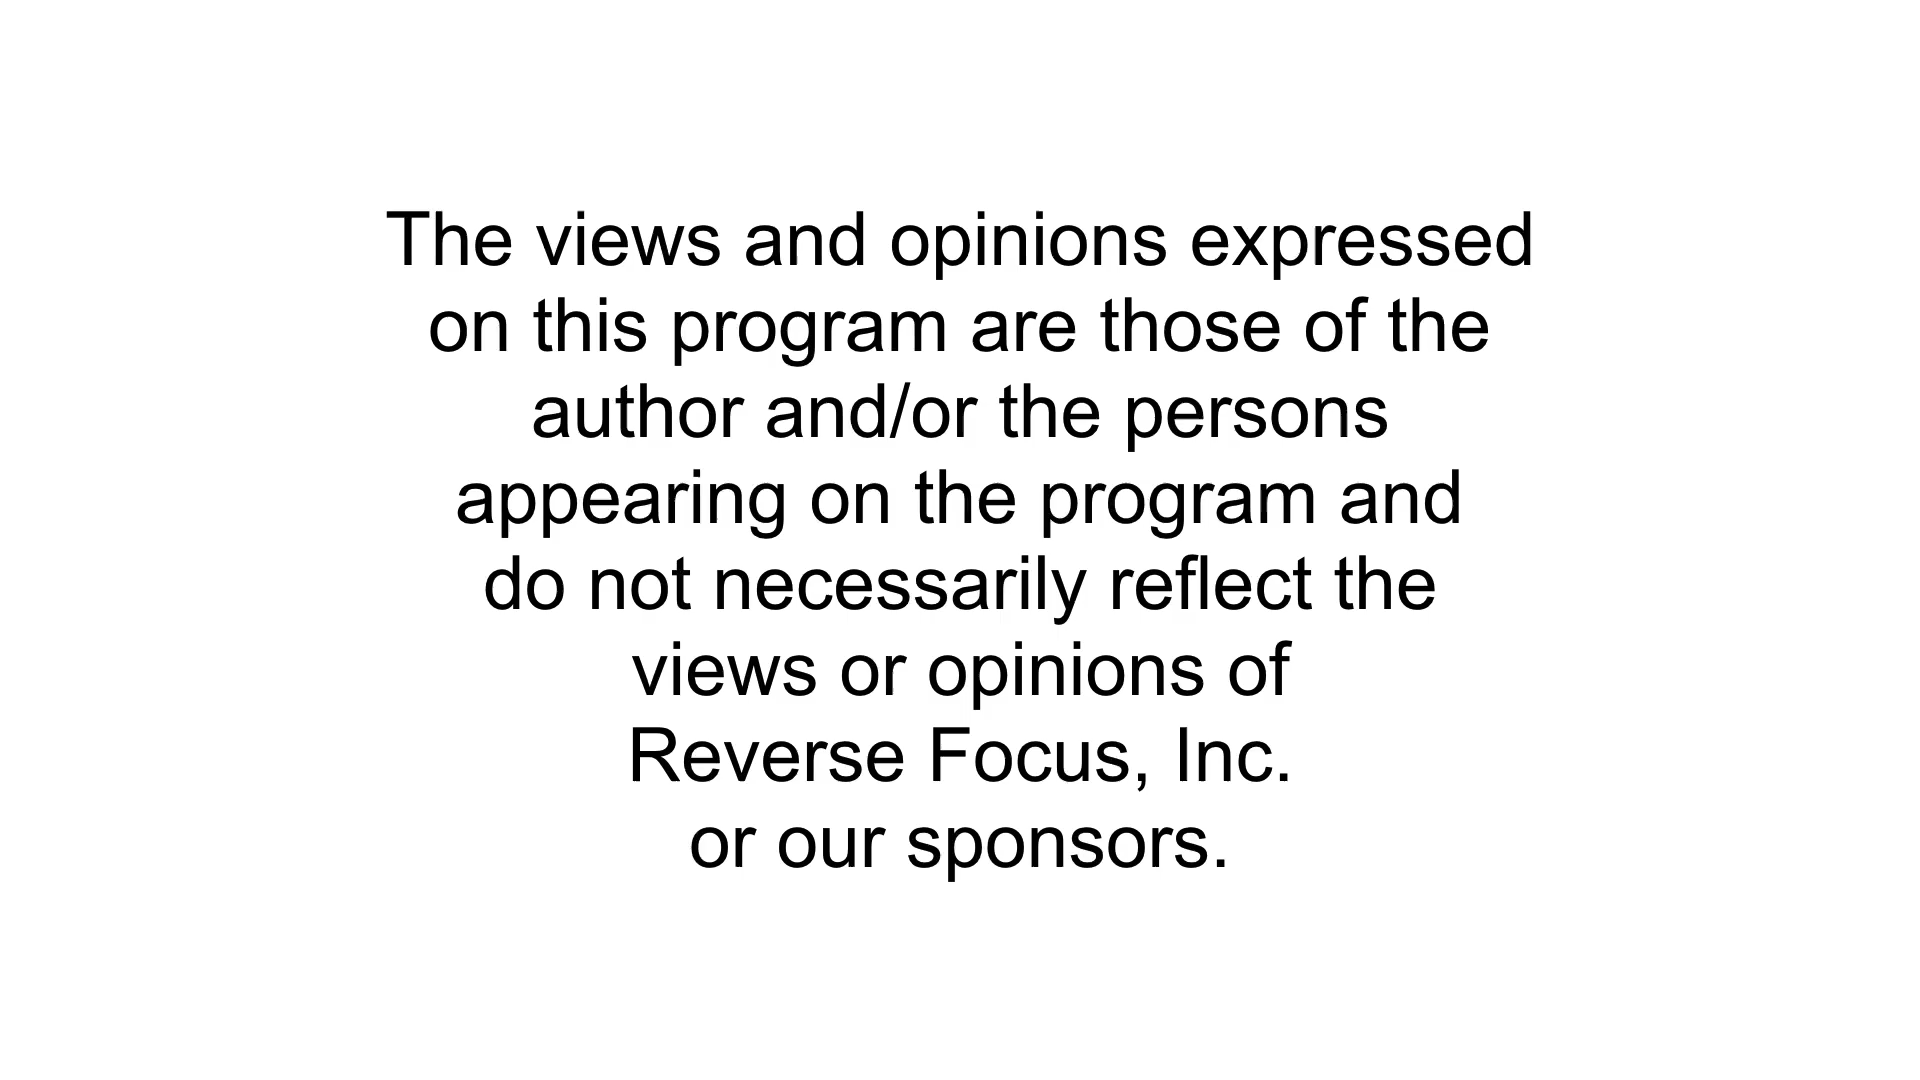 The views and opinions expressed
on this program are those of the
author and/or the persons
appearing on the program and
do not necessarily reflect the
views or opinions of
Reverse Focus, Inc.
or our sponsors.